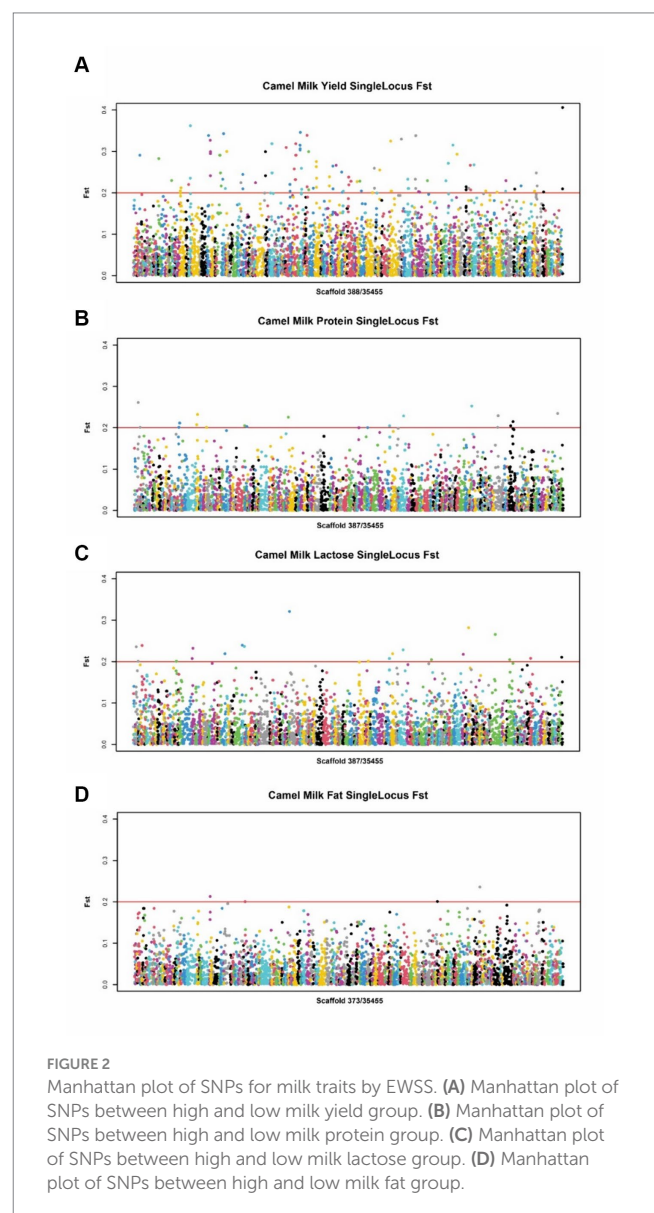 A
Camel Milk Yield SingleLocus Fst
0.4
0.3
0.2
0.1
0.0
Fst
Scaffold 388/35455
B
Camel Milk Protein SingleLocus Fst
0.4
0.3
0.2
0.1
0.0
Fst
Scaffold 387/35455
C
Camel Milk Lactose SingleLocus Fst
0.4
0.3
0.2
0.1
0.0
Fst
Scaffold 387/35455
D
Camel Milk Fat SingleLocus Fst
0.4
0.3
0.2
0.1
0.0
Fst
Scaffold 373/35455
FIGURE 2
Manhattan plot of SNPs for milk traits by EWSS. (A) Manhattan plot of
SNPs between high and low milk yield group. (B) Manhattan plot of
SNPs between high and low milk protein group. (C) Manhattan plot
of SNPs between high and low milk lactose group. (D) Manhattan
plot of SNPs between high and low milk fat group.